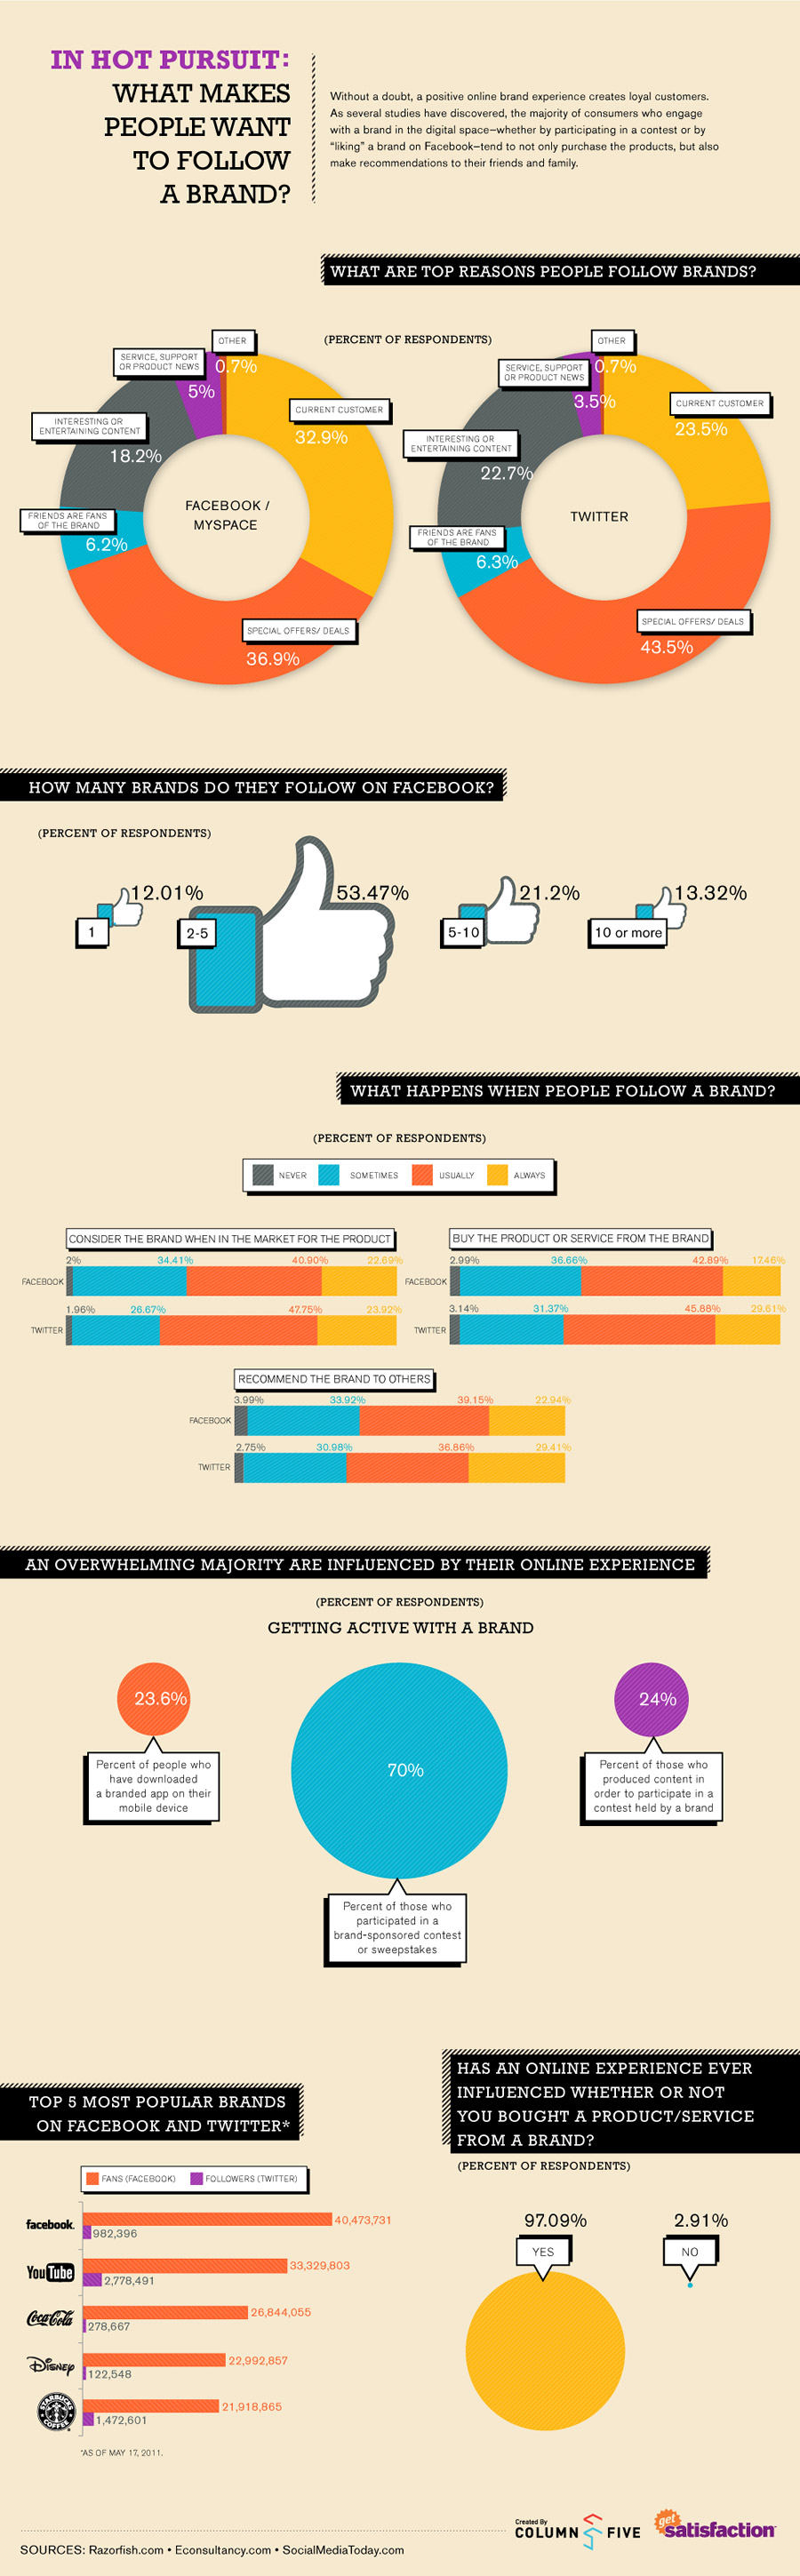 IN HOT PURSUIT:
WHAT MAKES
PEOPLE WANT
TO FOLLOW
A BRAND?
Without a doubt, a positive online brand experience creates loyal customers.
As several studies have discovered, the majority of consumers who engage
with a brand in the digital space—whether by participating in a contest or by
“liking” a brand on Facebook—tend to not only purchase the products, but also
make recommendations to their friends and family.
WHAT ARE TOP REASONS PEOPLE FOLLOW BRANDS?
(PERCENT OF RESPONDENTS)
OTHER
0.7%
SERVICE, SUPPORT
OR PRODUCT NEWS
5%
CURRENT CUSTOMER
32.9%
INTERESTING OR
ENTERTAINING CONTENT
18.2%
FACEBOOK /
MYSPACE
FRIENDS ARE FANS
OF THE BRAND
6.2%
SPECIAL OFFERS/ DEALS
36.9%
OTHER
0.7%
SERVICE, SUPPORT
OR PRODUCT NEWS
3.5%
CURRENT CUSTOMER
23.5%
INTERESTING OR
ENTERTAINING CONTENT
22.7%
TWITTER
FRIENDS ARE FANS
OF THE BRAND
6.3%
SPECIAL OFFERS/ DEALS
43.5%
HOW MANY BRANDS DO THEY FOLLOW ON FACEBOOK?
(PERCENT OF RESPONDENTS)
12.01%
1
53.47%
2-5
21.2%
5-10
13.32%
10 or more
WHAT HAPPENS WHEN PEOPLE FOLLOW A BRAND?
(PERCENT OF RESPONDENTS)
NEVER SOMETIMES USUALLY ALWAYS
CONSIDER THE BRAND WHEN IN THE MARKET FOR THE PRODUCT
2% 34.41% 40.90% 22.69%
FACEBOOK
1.96% 26.67% 47.75% 23.92%
TWITTER
BUY THE PRODUCT OR SERVICE FROM THE BRAND
2.99% 36.66% 42.89% 17.46%
FACEBOOK
3.14% 31.37% 45.88% 29.61%
TWITTER
RECOMMEND THE BRAND TO OTHERS
3.99% 33.92% 39.15% 22.94%
FACEBOOK
2.75% 30.98% 36.86% 29.41%
TWITTER
AN OVERWHELMING MAJORITY ARE INFLUENCED BY THEIR ONLINE EXPERIENCE
(PERCENT OF RESPONDENTS)
GETTING ACTIVE WITH A BRAND
23.6%
Percent of people who
have downloaded
a branded app on their
mobile device
70%
Percent of those who
participated in a
brand-sponsored contest
or sweepstakes
24%
Percent of those who
produced content in
order to participate in a
contest held by a brand
TOP 5 MOST POPULAR BRANDS
ON FACEBOOK AND TWITTER*
FANS (FACEBOOK) FOLLOWERS (TWITTER)
facebook.
40,473,731
982,396
YouTube
33,329,803
2,778,491
Coca-Cola
26,844,055
278,667
DISNEY
22,992,857
122,548
STARBUCKS COFFEE
21,918,865
1,472,601
*AS OF MAY 17, 2011.
HAS AN ONLINE EXPERIENCE EVER
INFLUENCED WHETHER OR NOT
YOU BOUGHT A PRODUCT/SERVICE
FROM A BRAND?
(PERCENT OF RESPONDENTS)
97.09%
YES
2.91%
NO
Created By
COLUMN FIVE
get
satisfaction
SOURCES: Razorfish.com • Econsultancy.com • SocialMediaToday.com